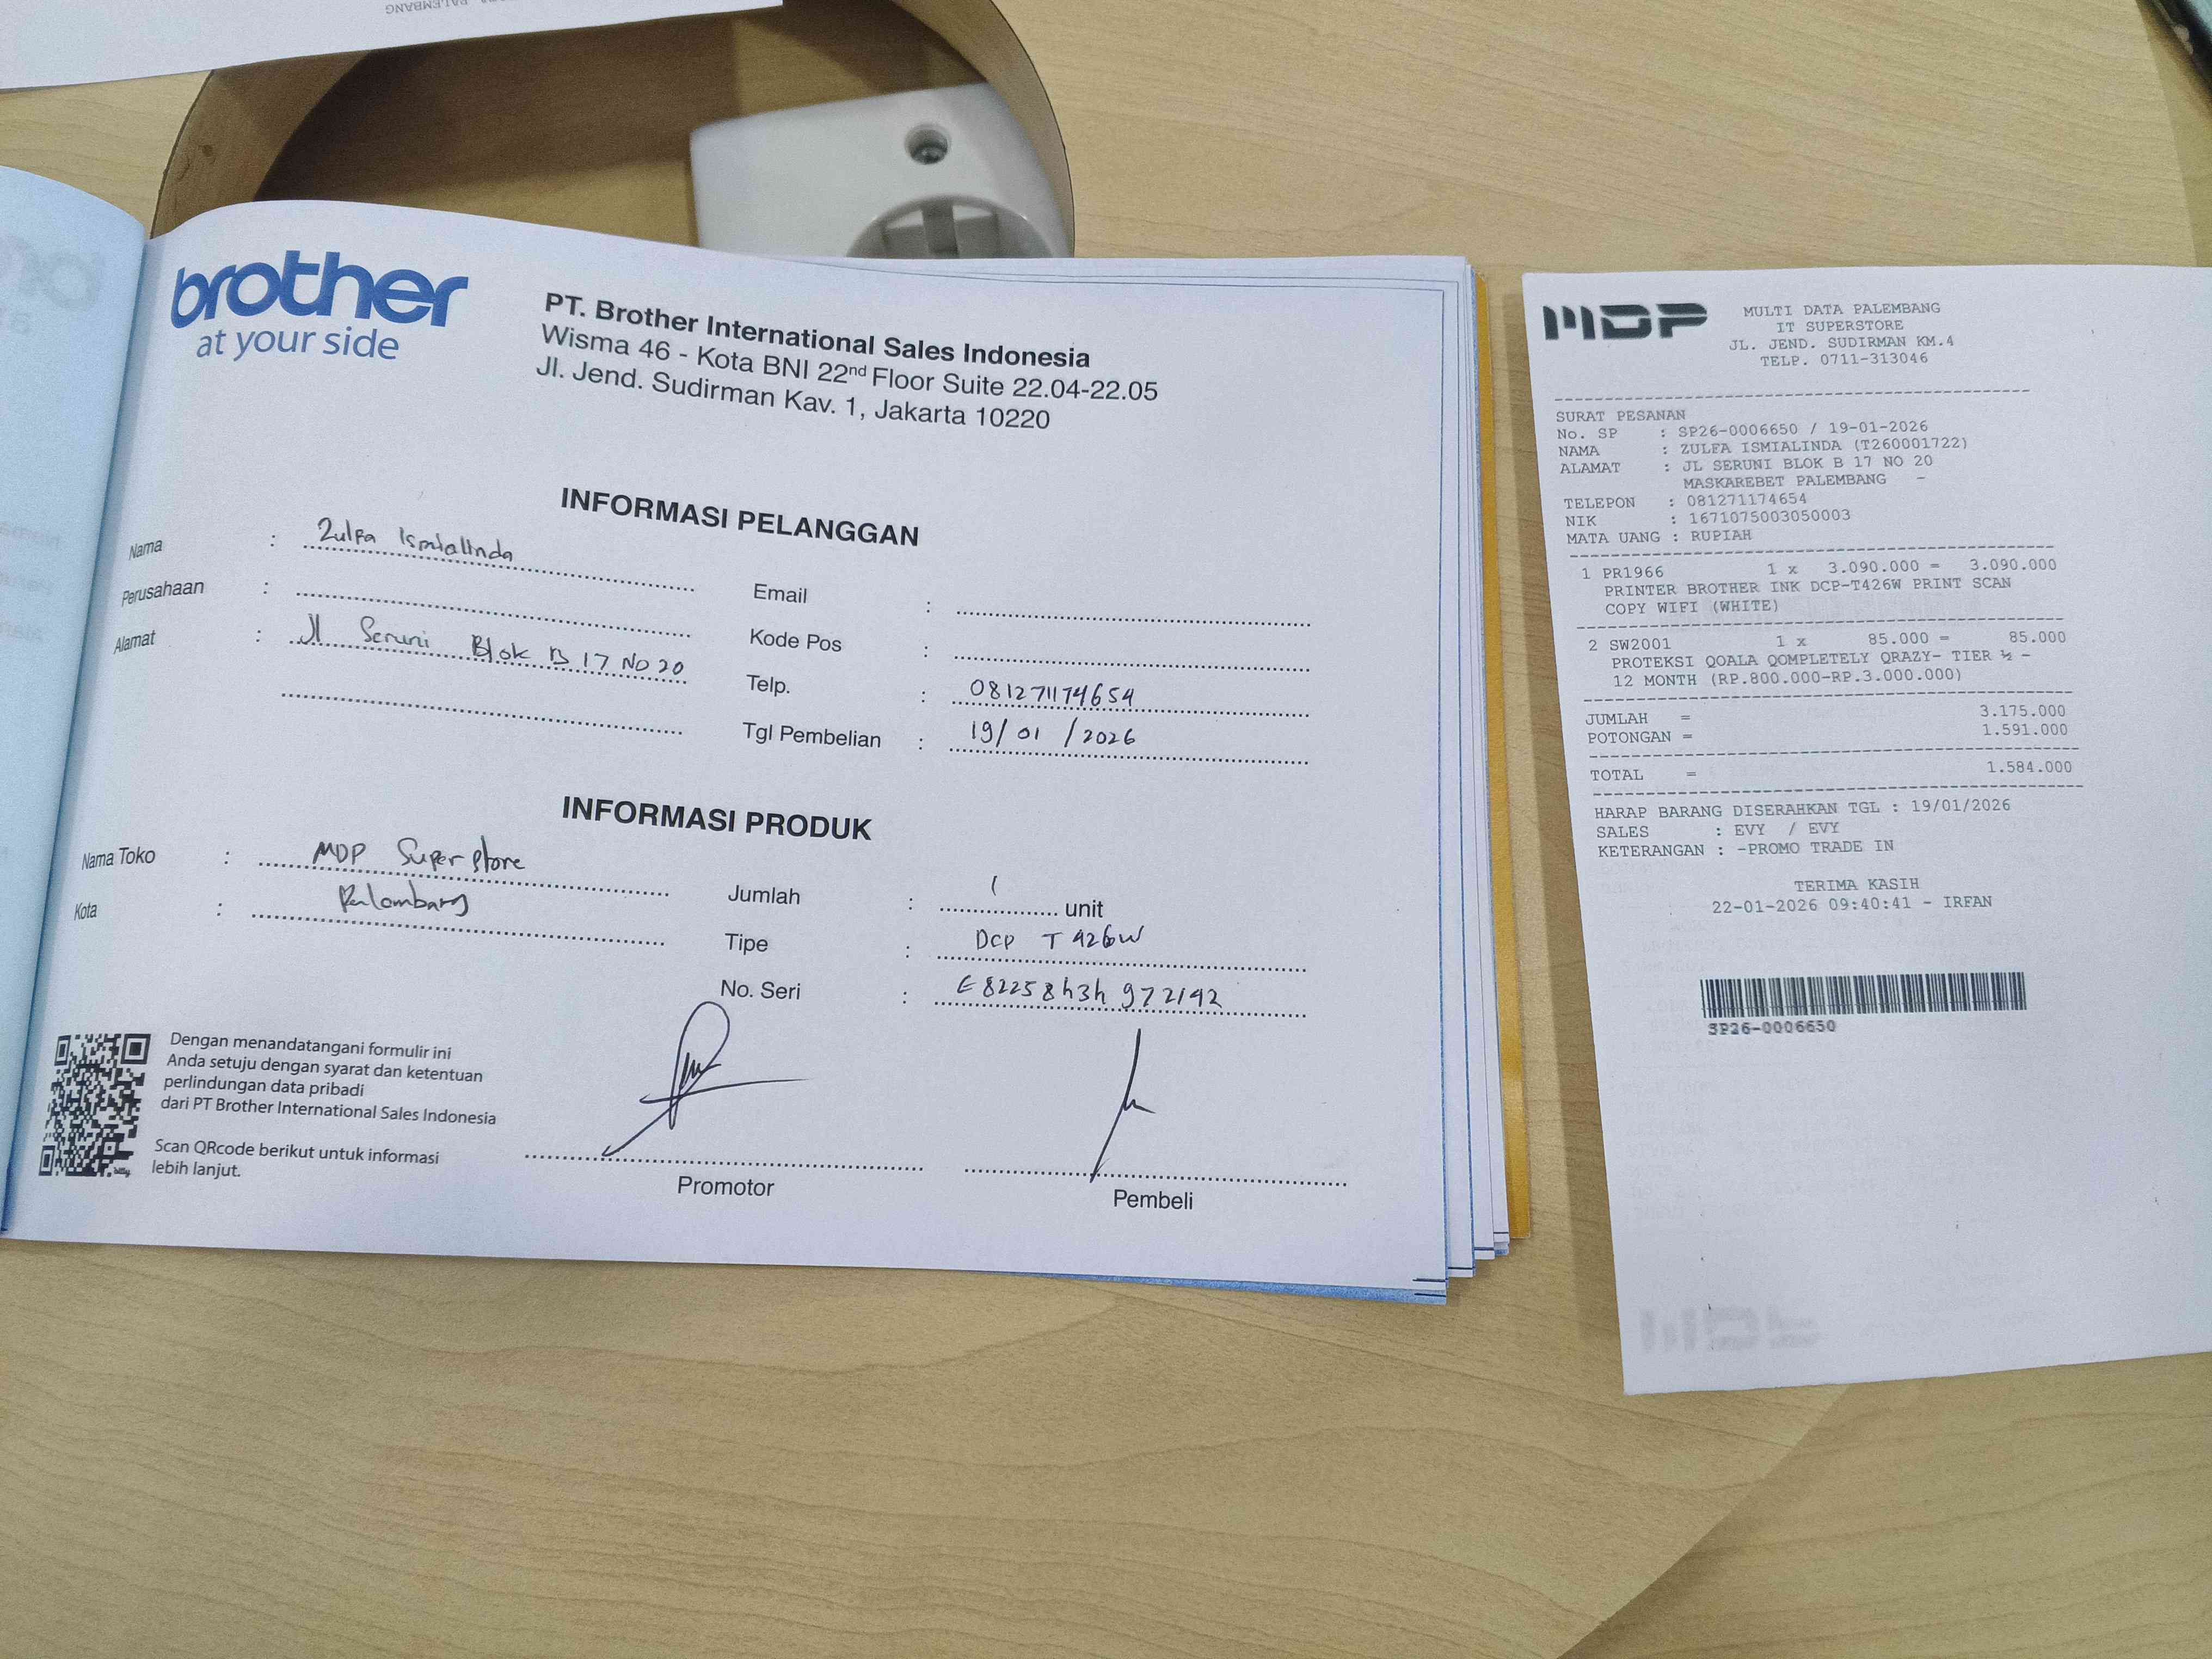 PALEMBANG
brother
at your side
PT. Brother International Sales Indonesia
Wisma 46 - Kota BNI 22nd Floor Suite 22.04-22.05
Jl. Jend. Sudirman Kav. 1, Jakarta 10220
INFORMASI PELANGGAN
Nama : Zulfa Ismialinda
Perusahaan :
Alamat : Jl Seruni Blok B 17 No 20
Email :
Kode Pos :
Telp. : 081271174654
Tgl Pembelian : 19/01/2026
INFORMASI PRODUK
Nama Toko : MDP Superstore
Kota : Palembang
Jumlah : 1 unit
Tipe : DCP T426W
No. Seri : E82258h3h972192
Dengan menandatangani formulir ini
Anda setuju dengan syarat dan ketentuan
perlindungan data pribadi
dari PT Brother International Sales Indonesia
Scan QRcode berikut untuk informasi
lebih lanjut.
Promotor
Pembeli
MDP
MULTI DATA PALEMBANG
IT SUPERSTORE
JL. JEND. SUDIRMAN KM.4
TELP. 0711-313046
SURAT PESANAN
No. SP : SP26-0006650 / 19-01-2026
NAMA : ZULFA ISMIALINDA (T260001722)
ALAMAT : JL SERUNI BLOK B 17 NO 20
MASKAREBET PALEMBANG -
TELEPON : 081271174654
NIK : 1671075003050003
MATA UANG : RUPIAH
1 PR1966 1 x 3.090.000 = 3.090.000
PRINTER BROTHER INK DCP-T426W PRINT SCAN
COPY WIFI (WHITE)
2 SW2001 1 x 85.000 = 85.000
PROTEKSI QOALA QOMPLETELY QRAZY- TIER ½ -
12 MONTH (RP.800.000-RP.3.000.000)
JUMLAH = 3.175.000
POTONGAN = 1.591.000
TOTAL = 1.584.000
HARAP BARANG DISERAHKAN TGL : 19/01/2026
SALES : EVY / EVY
KETERANGAN : -PROMO TRADE IN
TERIMA KASIH
22-01-2026 09:40:41 - IRFAN
SP26-0006650